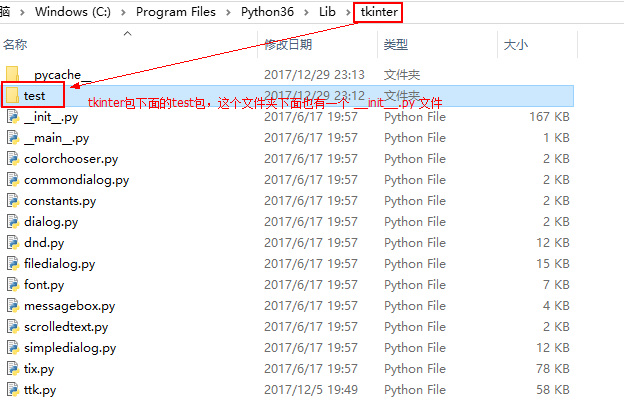 脑 > Windows (C:) > Program Files > Python36 > Lib > tkinter
名称 修改日期 类型 大小
__pycache__ 2017/12/29 23:13 文件夹
test 2017/12/29 23:12 文件夹
tkinter包下面的test包，这个文件夹下面也有一个 __init__.py 文件
__init__.py 2017/6/17 19:57 Python File 167 KB
__main__.py 2017/6/17 19:57 Python File 1 KB
colorchooser.py 2017/6/17 19:57 Python File 2 KB
commondialog.py 2017/6/17 19:57 Python File 2 KB
constants.py 2017/6/17 19:57 Python File 2 KB
dialog.py 2017/6/17 19:57 Python File 2 KB
dnd.py 2017/6/17 19:57 Python File 12 KB
filedialog.py 2017/6/17 19:57 Python File 15 KB
font.py 2017/6/17 19:57 Python File 7 KB
messagebox.py 2017/6/17 19:57 Python File 4 KB
scrolledtext.py 2017/6/17 19:57 Python File 2 KB
simpledialog.py 2017/6/17 19:57 Python File 12 KB
tix.py 2017/6/17 19:57 Python File 78 KB
ttk.py 2017/12/5 19:49 Python File 58 KB